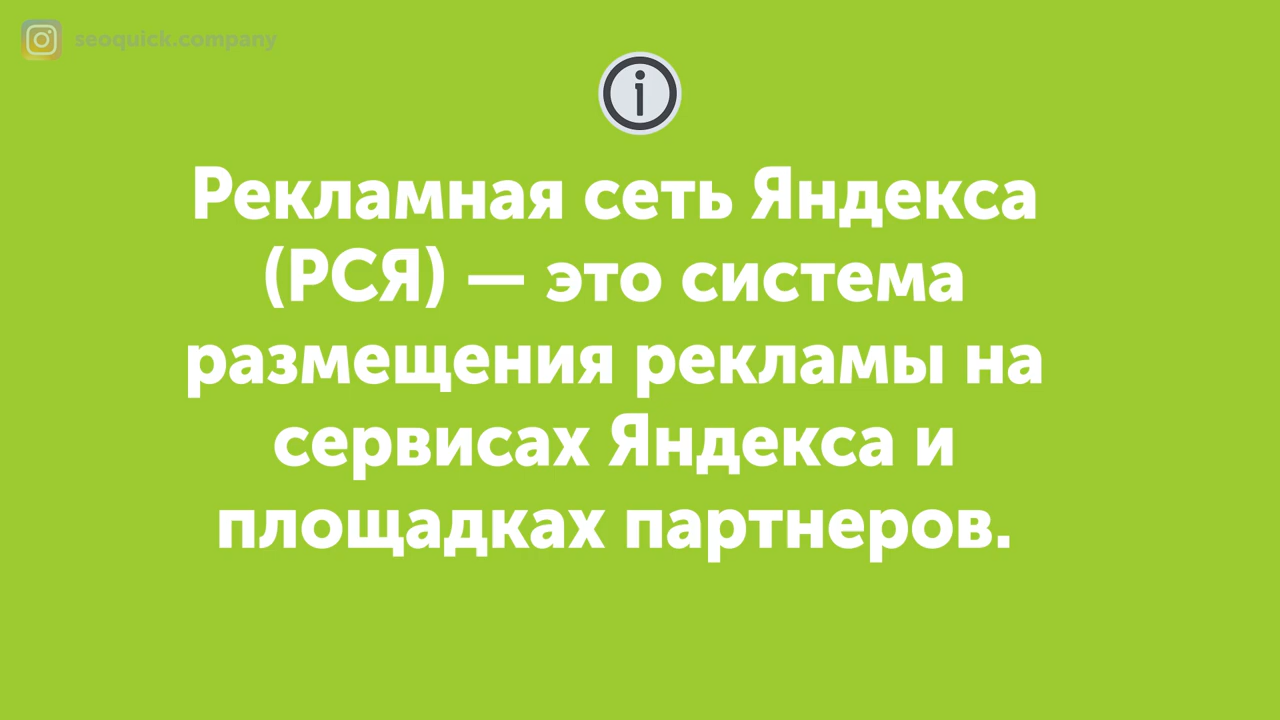 seoquick.company
Рекламная сеть Яндекса
(РСЯ) — это система
размещения рекламы на
сервисах Яндекса и
площадках партнеров.